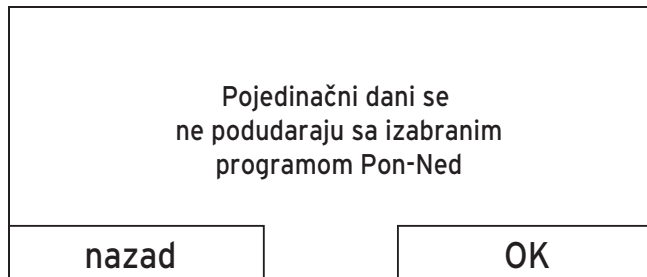 Pojedinačni dani se
ne podudaraju sa izabranim
programom Pon-Ned
nazad
OK